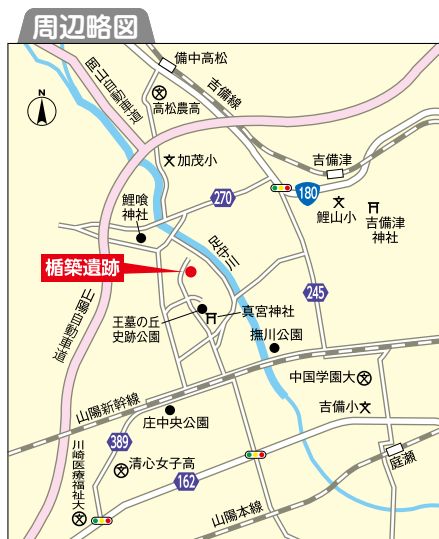 周辺略図
備中高松
岡山自動車道
吉備線
N
高松農高
加茂小
吉備津
180
270
鯉山小
吉備津
神社
鯉喰
神社
足守川
楯築遺跡
245
山陽自動車道
王墓の丘
史跡公園
真宮神社
撫川公園
中国学園大
山陽新幹線
吉備小
庄中央公園
389
川崎医療福祉大
清心女子高
162
庭瀬
山陽本線